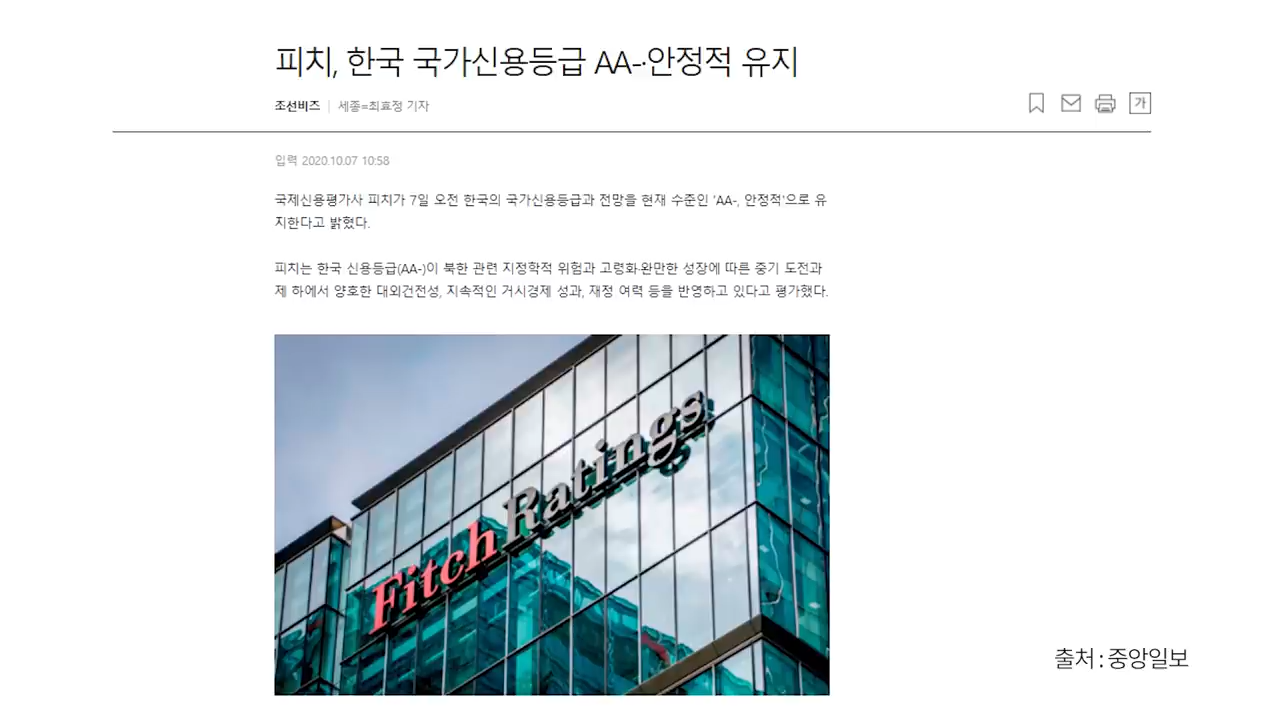 피치, 한국 국가신용등급 AA-·안정적 유지
조선비즈 | 세종=최효정 기자
가
입력 2020.10.07 10:58
국제신용평가사 피치가 7일 오전 한국의 국가신용등급과 전망을 현재 수준인 'AA-, 안정적'으로 유
지한다고 밝혔다.
피치는 한국 신용등급(AA-)이 북한 관련 지정학적 위험과 고령화·완만한 성장에 따른 중기 도전과
제 하에서 양호한 대외건전성, 지속적인 거시경제 성과, 재정 여력 등을 반영하고 있다고 평가했다.
Fitch Ratings
출처 : 중앙일보